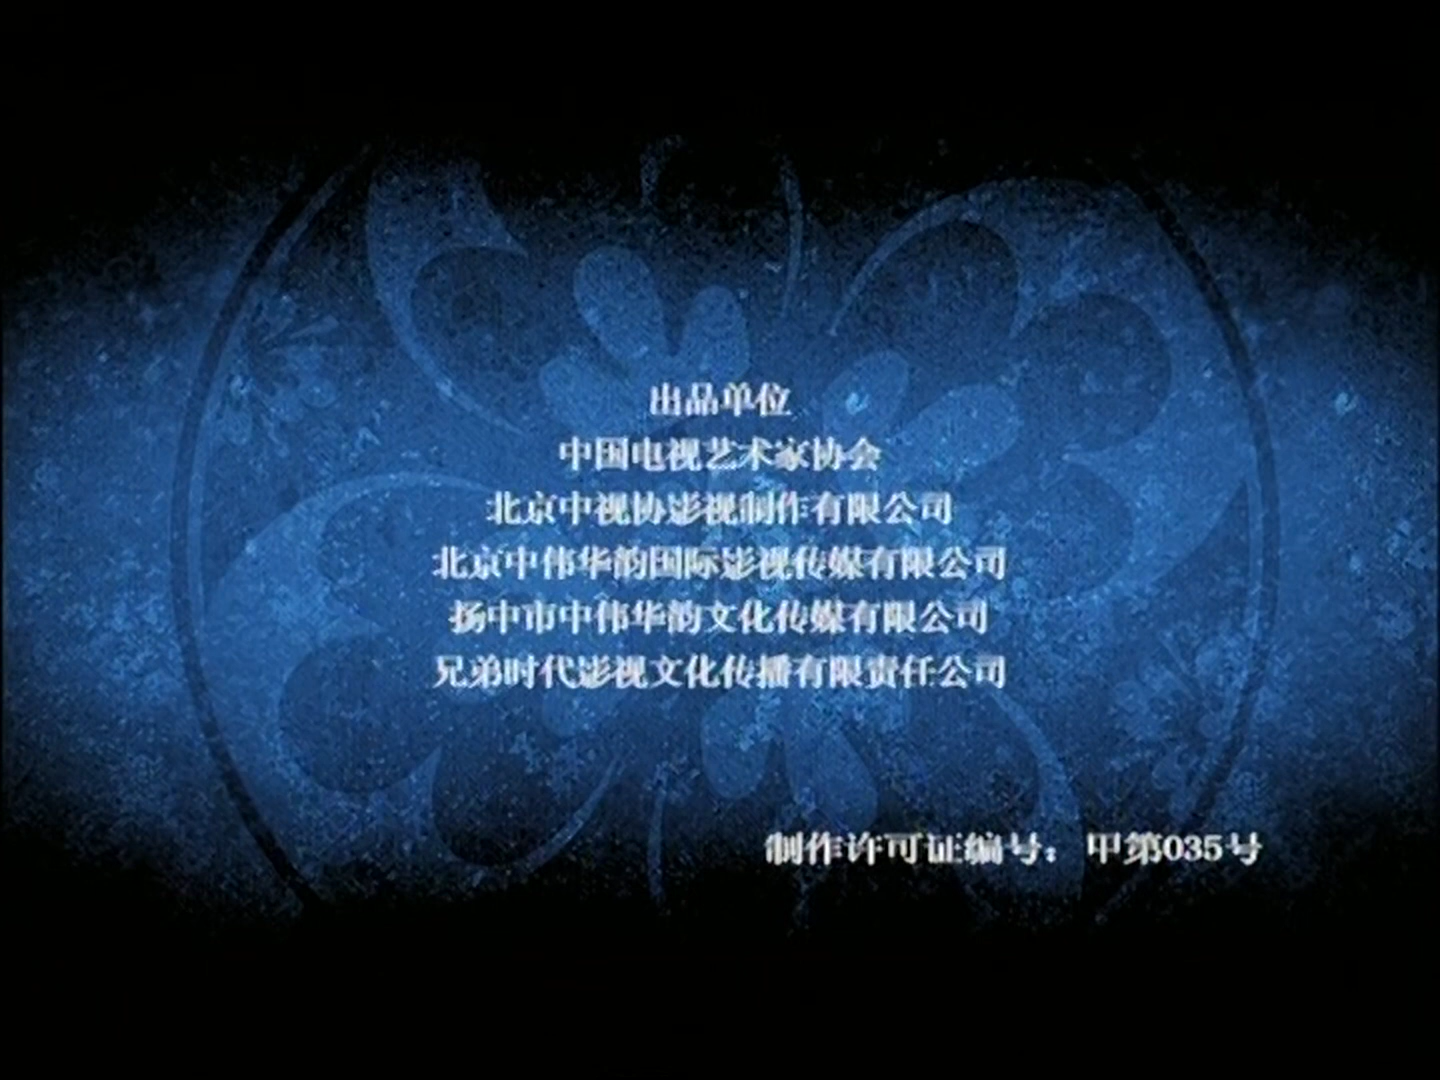 出品单位
中国电视艺术家协会
北京中视协影视制作有限公司
北京中伟华韵国际影视传媒有限公司
扬中市中伟华韵文化传媒有限公司
兄弟时代影视文化传播有限责任公司
制作许可证编号：甲第035号